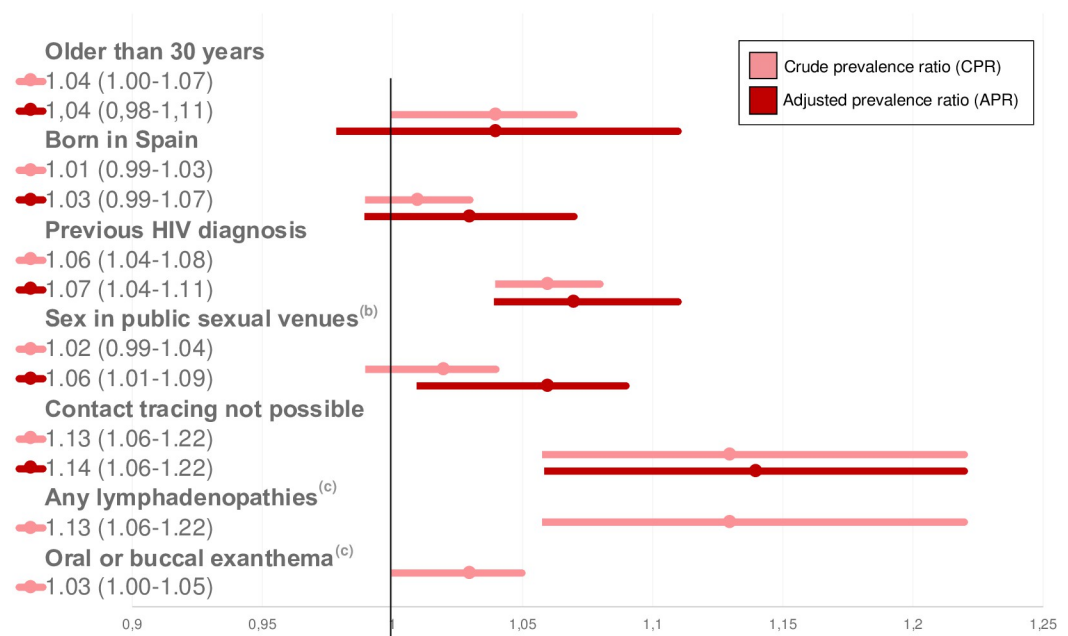 Older than 30 years
1.04 (1.00-1.07)
1,04 (0,98-1,11)
Born in Spain
1.01 (0.99-1.03)
1.03 (0.99-1.07)
Previous HIV diagnosis
1.06 (1.04-1.08)
1.07 (1.04-1.11)
Sex in public sexual venues(b)
1.02 (0.99-1.04)
1.06 (1.01-1.09)
Contact tracing not possible
1.13 (1.06-1.22)
1.14 (1.06-1.22)
Any lymphadenopathies(c)
1.13 (1.06-1.22)
Oral or buccal exanthema(c)
1.03 (1.00-1.05)
Crude prevalence ratio (CPR)
Adjusted prevalence ratio (APR)
0,9 0,95 1 1,05 1,1 1,15 1,2 1,25